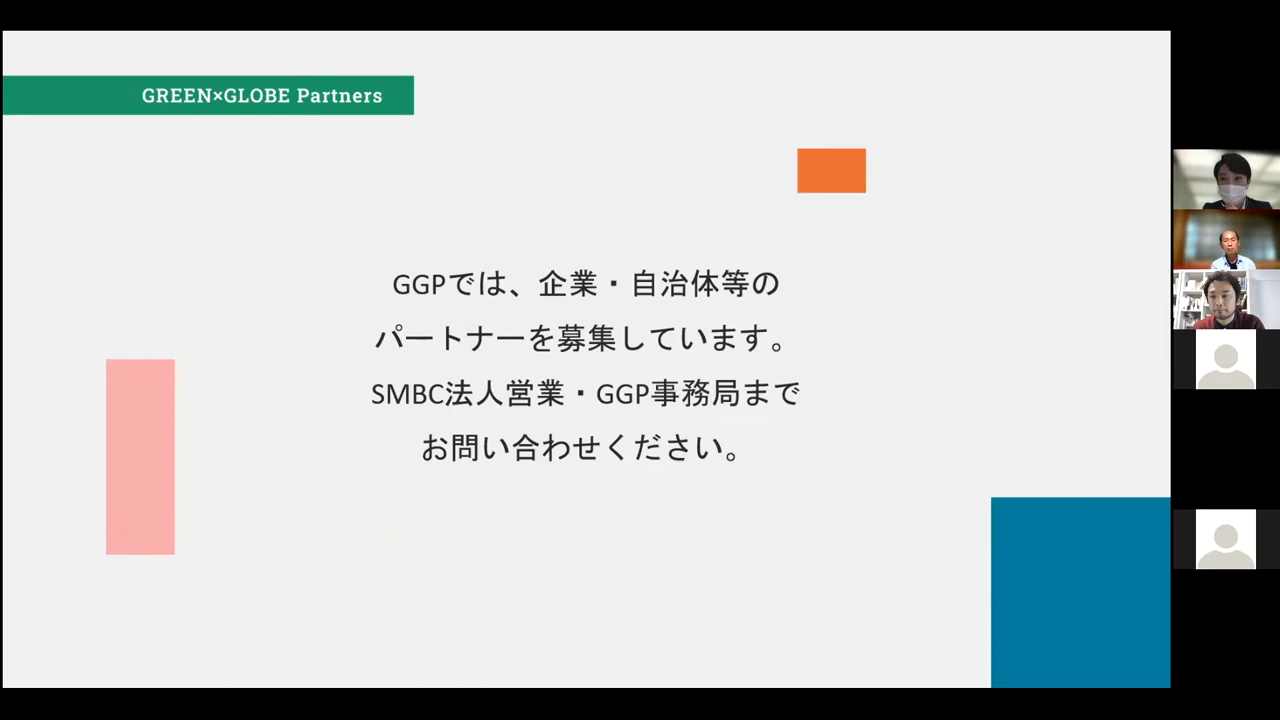 GREEN×GLOBE Partners
GGPでは、企業・自治体等の
パートナーを募集しています。
SMBC法人営業・GGP事務局まで
お問い合わせください。